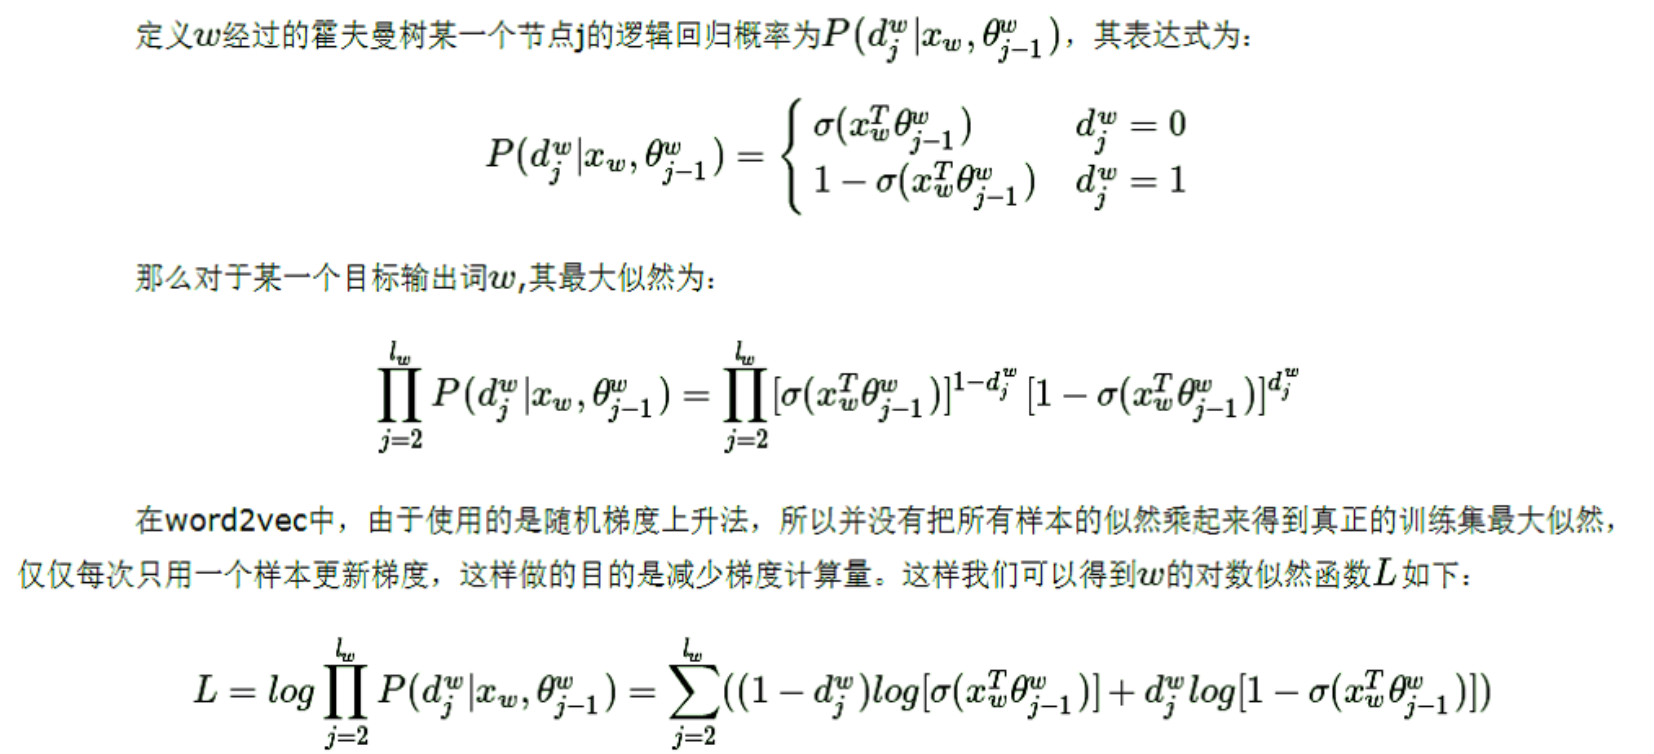 定义w经过的霍夫曼树某一个节点j的逻辑回归概率为P(d_j^w|x_w, θ_{j-1}^w)，其表达式为：
P(d_j^w|x_w, θ_{j-1}^w) = { σ(x_w^T θ_{j-1}^w)  d_j^w = 0
1 − σ(x_w^T θ_{j-1}^w)  d_j^w = 1
那么对于某一个目标输出词w,其最大似然为：
∏_{j=2}^{l_w} P(d_j^w|x_w, θ_{j-1}^w) = ∏_{j=2}^{l_w} [σ(x_w^T θ_{j-1}^w)]^{1−d_j^w} [1 − σ(x_w^T θ_{j-1}^w)]^{d_j^w}
在word2vec中，由于使用的是随机梯度上升法，所以并没有把所有样本的似然乘起来得到真正的训练集最大似然，
仅仅每次只用一个样本更新梯度，这样做的目的是减少梯度计算量。这样我们可以得到w的对数似然函数L如下：
L = log ∏_{j=2}^{l_w} P(d_j^w|x_w, θ_{j-1}^w) = ∑_{j=2}^{l_w} ((1 − d_j^w)log[σ(x_w^T θ_{j-1}^w)] + d_j^w log[1 − σ(x_w^T θ_{j-1}^w)])